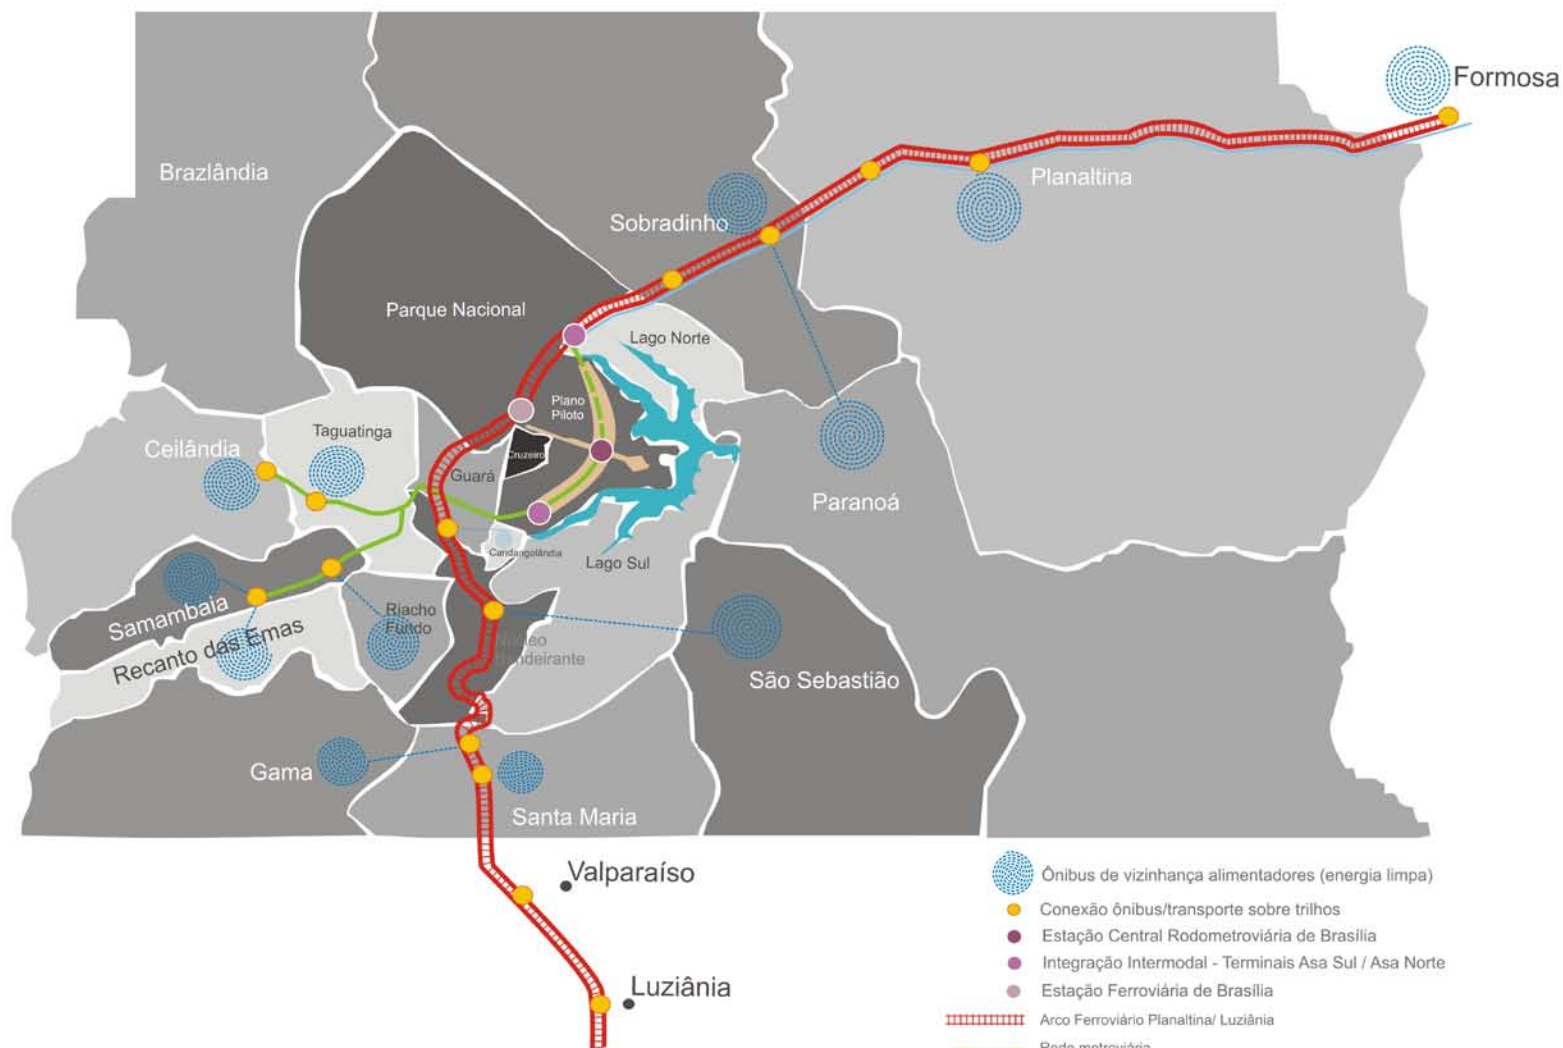 Formosa
Brazlândia
Planaltina
Sobradinho
Parque Nacional
Lago Norte
Plano
Piloto
Taguatinga
Ceilândia
Cruzeiro
Guará
Paranoá
Candangolândia
Lago Sul
Samambaia
Riacho
Fundo
Recanto das Emas
São Sebastião
Gama
Santa Maria
Valparaíso
Luziânia
Ônibus de vizinhança alimentadores (energia limpa)
Conexão ônibus/transporte sobre trilhos
Estação Central Rodometroviária de Brasília
Integração Intermodal - Terminais Asa Sul / Asa Norte
Estação Ferroviária de Brasília
Arco Ferroviário Planaltina/ Luziânia
Rede metroviária